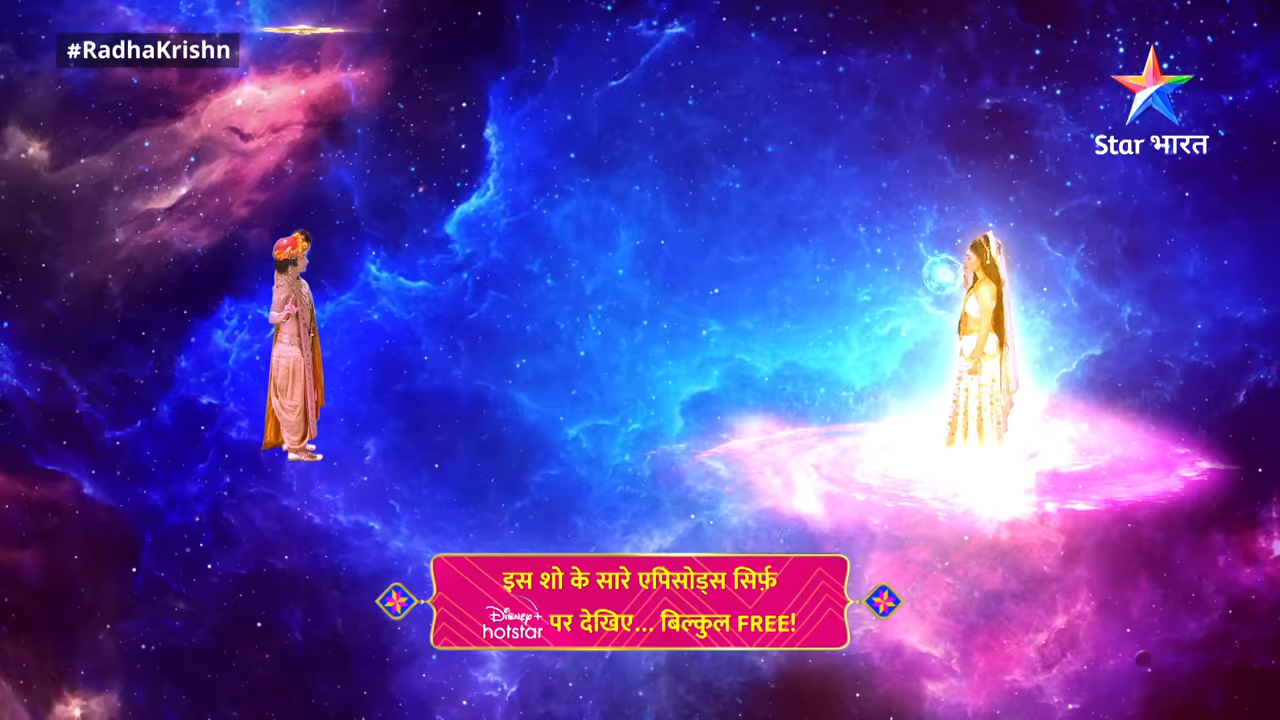 #RadhaKrishn
Star भारत
इस शो के सारे एपिसोड्स सिर्फ़
Disney+ hotstar पर देखिए... बिल्कुल FREE!